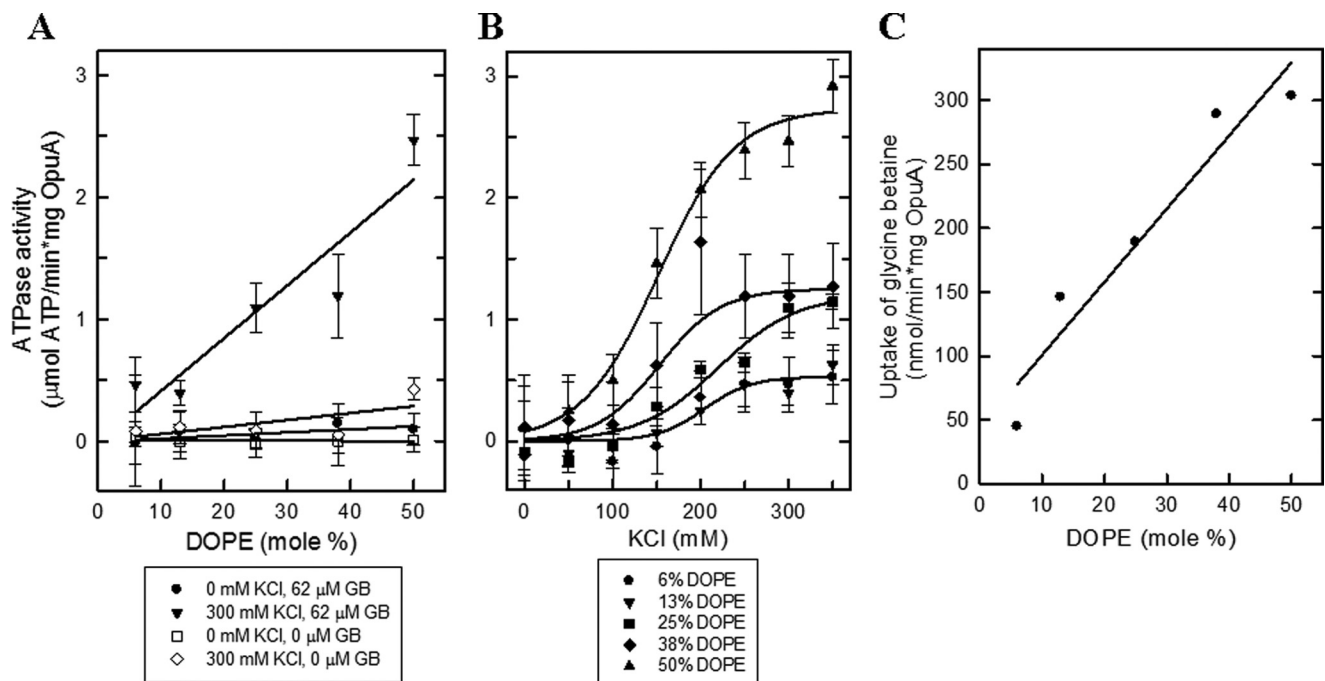 A
ATPase activity
(μmol ATP/min*mg OpuA)
3
2
1
0
0 10 20 30 40 50
DOPE (mole %)
0 mM KCl, 62 μM GB
300 mM KCl, 62 μM GB
0 mM KCl, 0 μM GB
300 mM KCl, 0 μM GB
B
3
2
1
0
0 100 200 300
KCl (mM)
6% DOPE
13% DOPE
25% DOPE
38% DOPE
50% DOPE
C
Uptake of glycine betaine
(nmol/min*mg OpuA)
300
250
200
150
100
50
0
0 10 20 30 40 50
DOPE (mole %)